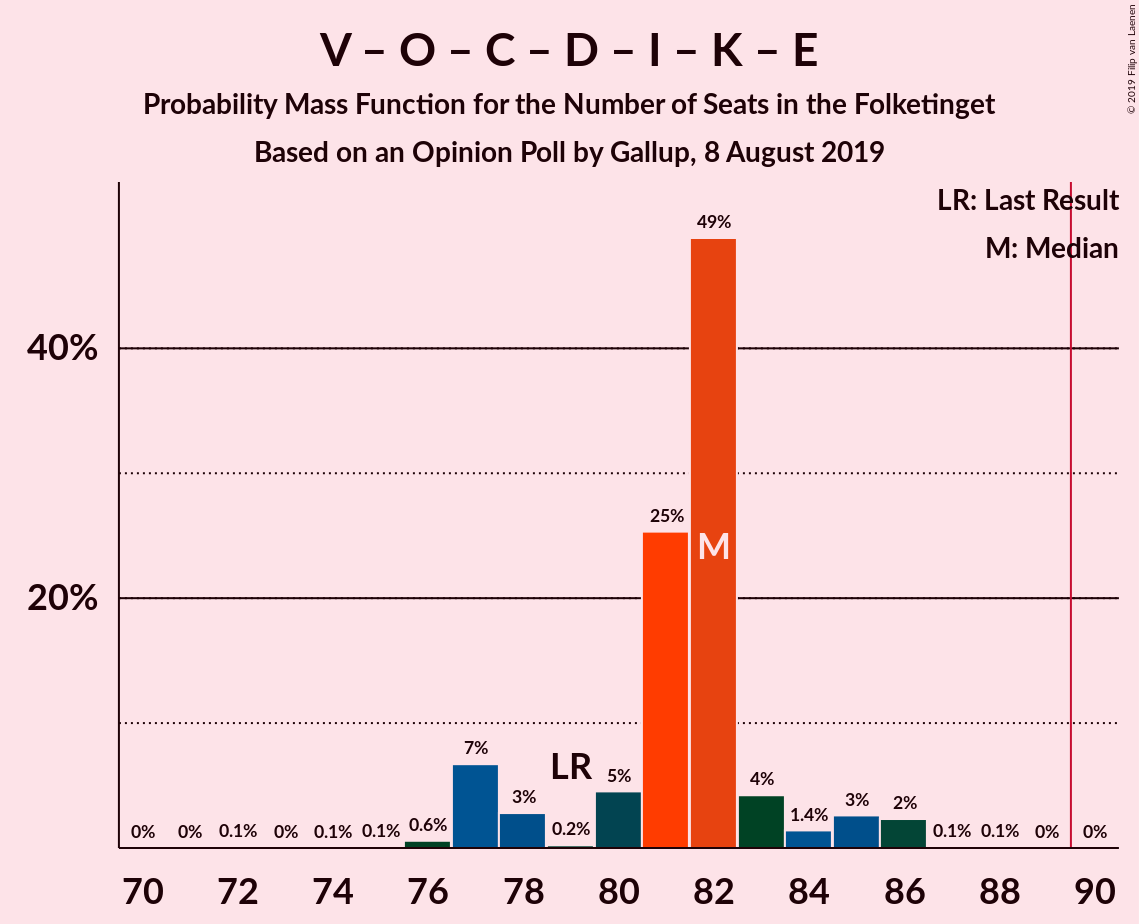 V – O – C – D – I – K – E
Probability Mass Function for the Number of Seats in the Folketinget
Based on an Opinion Poll by Gallup, 8 August 2019
© 2019 Filip van Laenen
LR: Last Result
M: Median
40%
20%
0% 0% 0.1% 0% 0.1% 0.1% 0.6% 7% 3% 0.2% 5% 25% 49% 4% 1.4% 3% 2% 0.1% 0.1% 0% 0%
LR
M
70 72 74 76 78 80 82 84 86 88 90